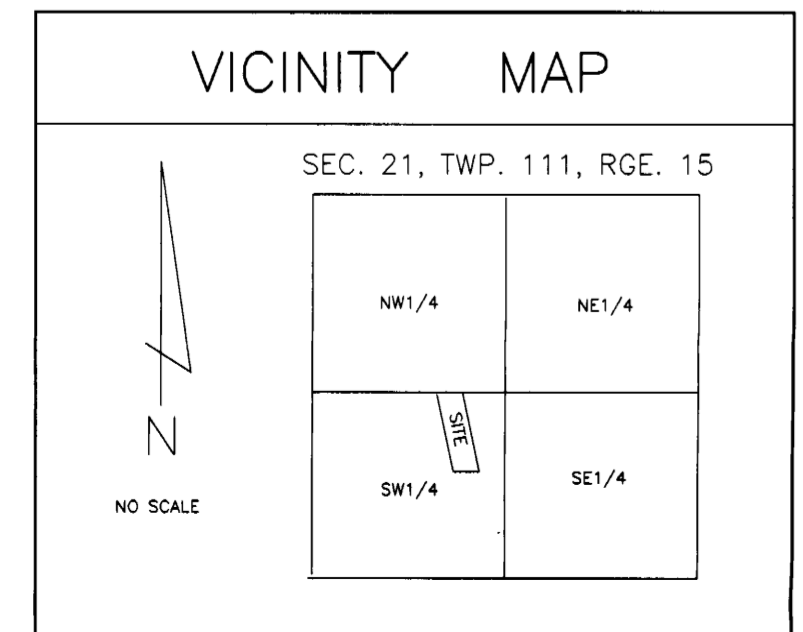 VICINITY MAP
SEC. 21, TWP. 111, RGE. 15
NW1/4
NE1/4
SITE
N
SW1/4
SE1/4
NO SCALE